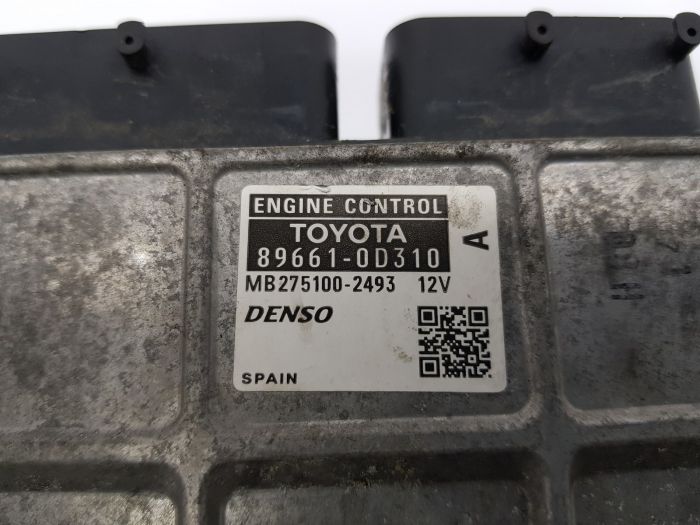 ENGINE CONTROL
TOYOTA
89661-0D310
A
MB275100-2493 12V
DENSO
SPAIN